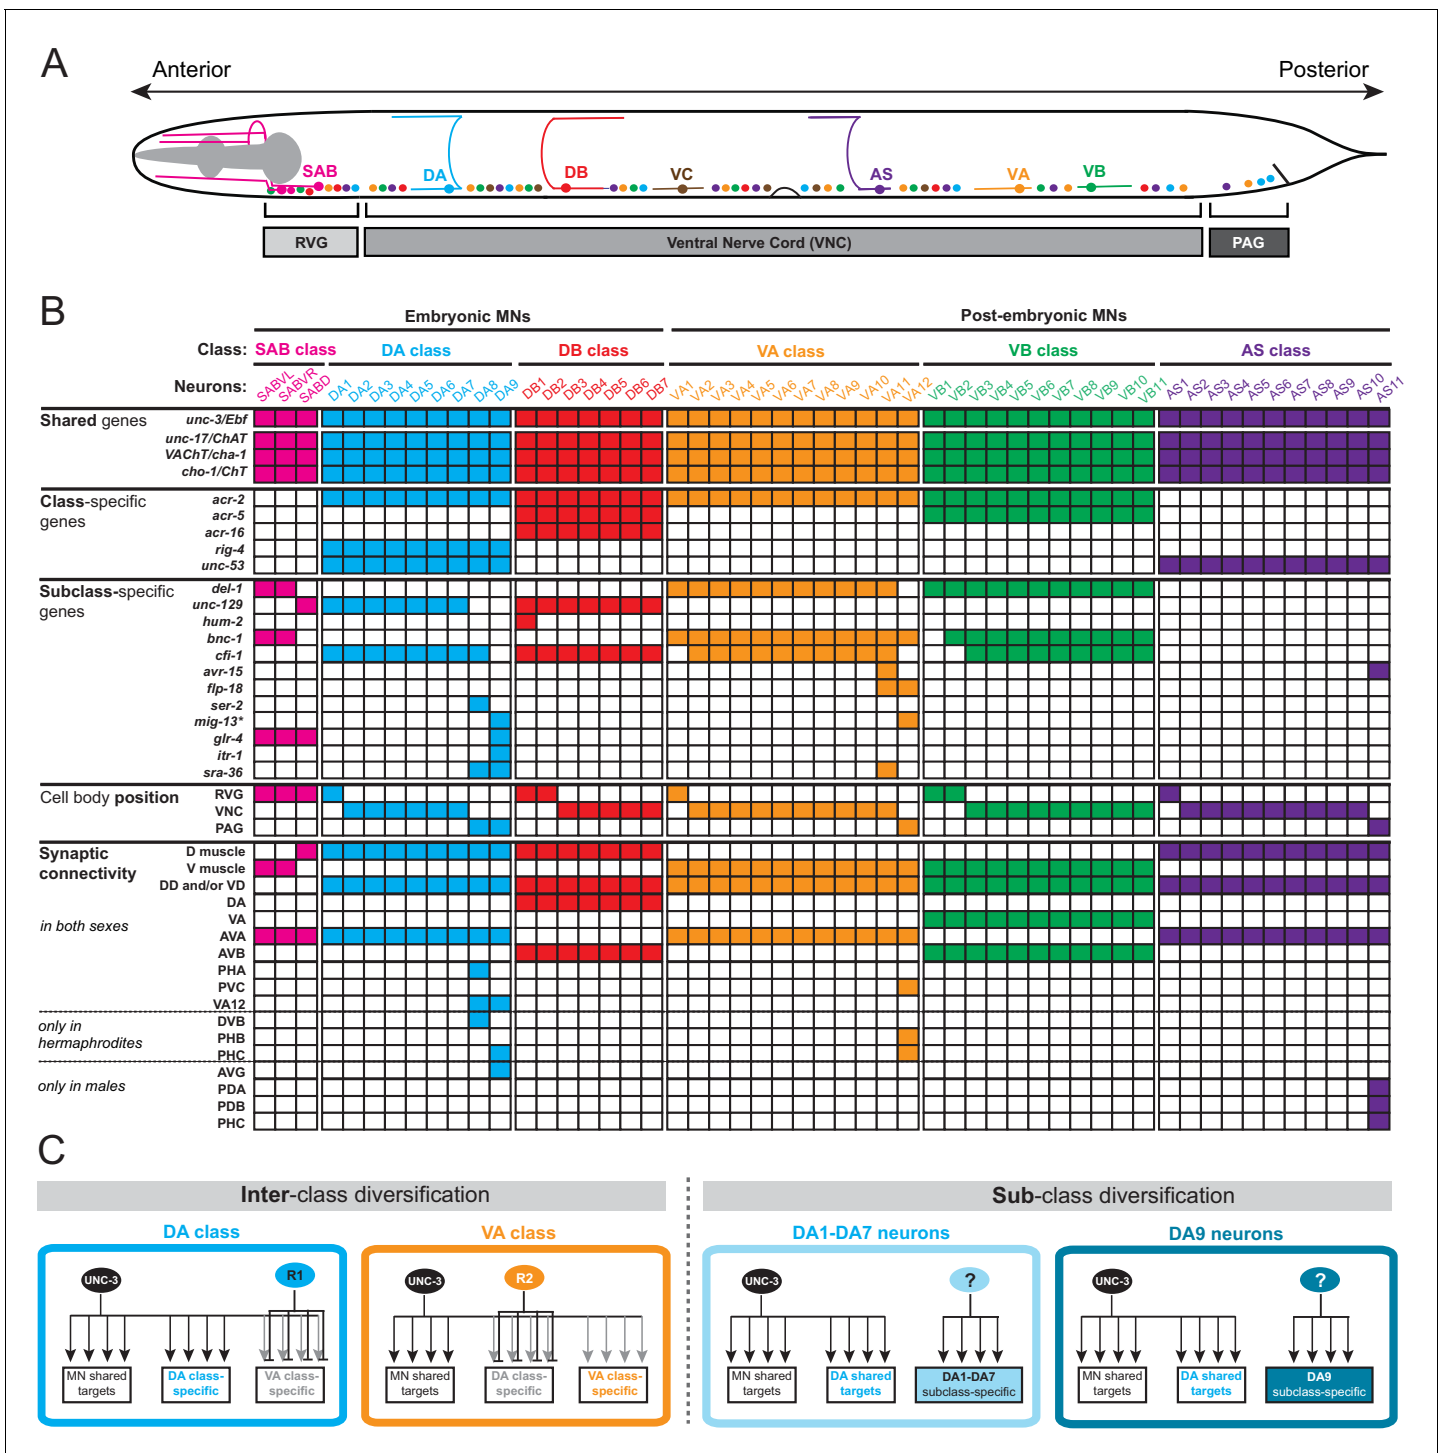 A
Anterior
Posterior
SAB
DA
DB
VC
AS
VA
VB
RVG
Ventral Nerve Cord (VNC)
PAG
B
Embryonic MNs
Post-embryonic MNs
Class:
SAB class
DA class
DB class
VA class
VB class
AS class
Neurons:
SABVL SABVR SABD
DA1 DA2 DA3 DA4 DA5 DA6 DA7 DA8 DA9
DB1 DB2 DB3 DB4 DB5 DB6 DB7
VA1 VA2 VA3 VA4 VA5 VA6 VA7 VA8 VA9 VA10 VA11 VA12
VB1 VB2 VB3 VB4 VB5 VB6 VB7 VB8 VB9 VB10 VB11
AS1 AS2 AS3 AS4 AS5 AS6 AS7 AS8 AS9 AS10 AS11
Shared genes
unc-3/Ebf
unc-17/ChAT
VAChT/cha-1
cho-1/ChT
Class-specific
genes
acr-2
acr-5
acr-16
rig-4
unc-53
Subclass-specific
genes
del-1
unc-129
hum-2
bnc-1
cfi-1
avr-15
flp-18
ser-2
mig-13*
glr-4
itr-1
sra-36
Cell body position
RVG
VNC
PAG
Synaptic
connectivity
in both sexes
D muscle
V muscle
DD and/or VD
DA
VA
AVA
AVB
PHA
PVC
VA12
only in
hermaphrodites
DVB
PHB
PHC
only in males
AVG
PDA
PDB
PHC
C
Inter-class diversification
Sub-class diversification
DA class
VA class
DA1-DA7 neurons
DA9 neurons
UNC-3
R1
MN shared
targets
DA class-
specific
VA class-
specific
UNC-3
R2
MN shared
targets
DA class-
specific
VA class-
specific
UNC-3
?
MN shared
targets
DA shared
targets
DA1-DA7
subclass-specific
UNC-3
?
MN shared
targets
DA shared
targets
DA9
subclass-specific